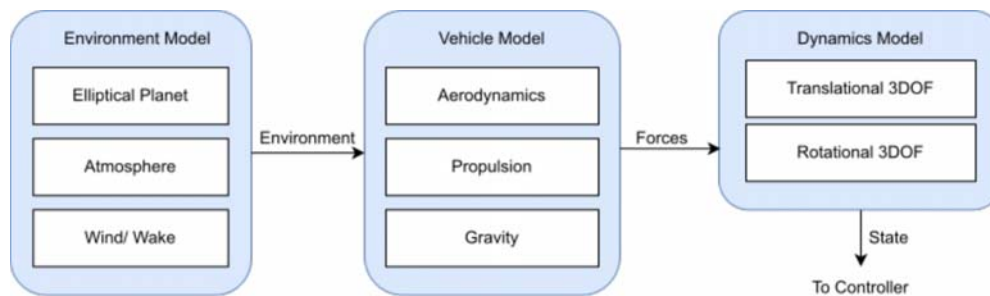 Environment Model
Elliptical Planet
Atmosphere
Wind/ Wake
Environment
Vehicle Model
Aerodynamics
Propulsion
Gravity
Forces
Dynamics Model
Translational 3DOF
Rotational 3DOF
State
To Controller